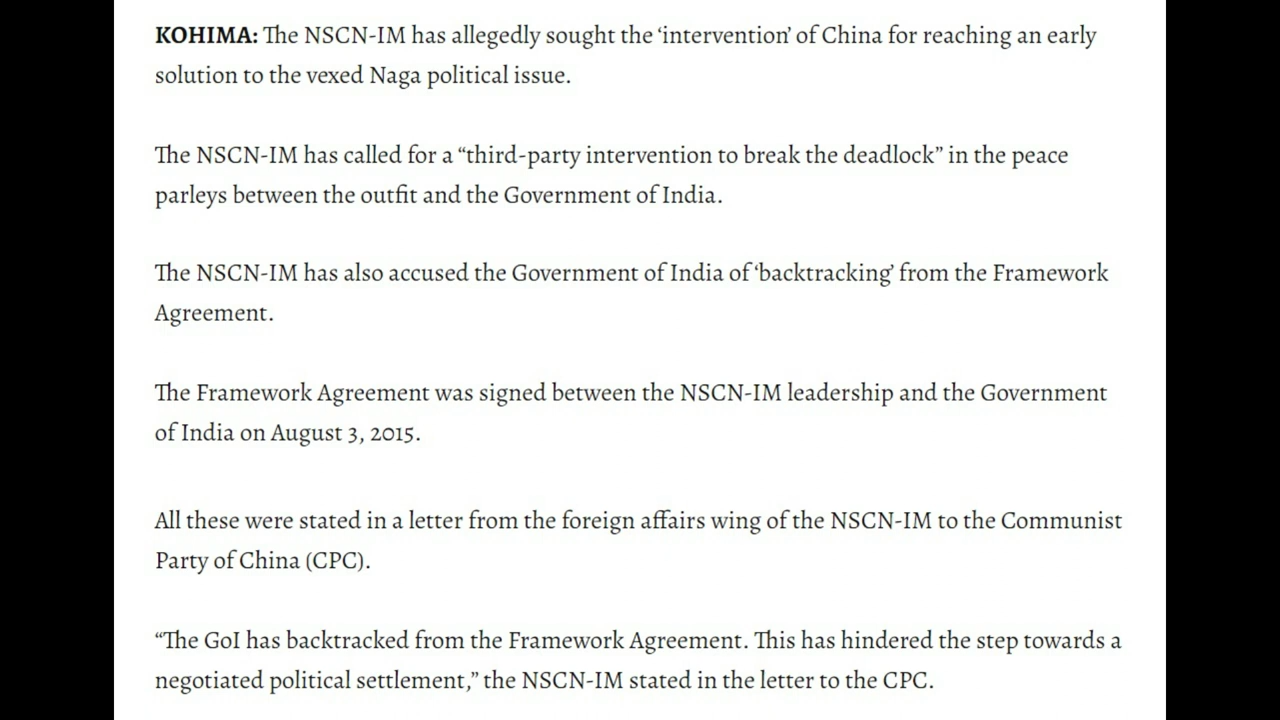 KOHIMA: The NSCN-IM has allegedly sought the ‘intervention’ of China for reaching an early
solution to the vexed Naga political issue.
The NSCN-IM has called for a “third-party intervention to break the deadlock” in the peace
parleys between the outfit and the Government of India.
The NSCN-IM has also accused the Government of India of ‘backtracking’ from the Framework
Agreement.
The Framework Agreement was signed between the NSCN-IM leadership and the Government
of India on August 3, 2015.
All these were stated in a letter from the foreign affairs wing of the NSCN-IM to the Communist
Party of China (CPC).
“The GoI has backtracked from the Framework Agreement. This has hindered the step towards a
negotiated political settlement,” the NSCN-IM stated in the letter to the CPC.